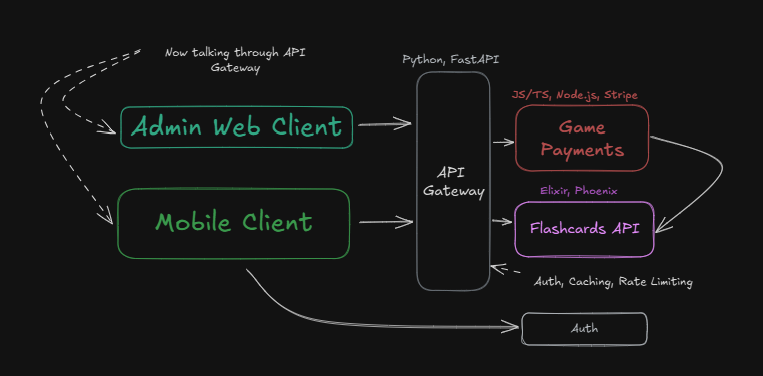 Now talking through API
Gateway
Python, FastAPI
JS/TS, Node.js, Stripe
Admin Web Client
Game
Payments
API
Gateway
Elixir, Phoenix
Mobile Client
Flashcards API
Auth, Caching, Rate Limiting
Auth